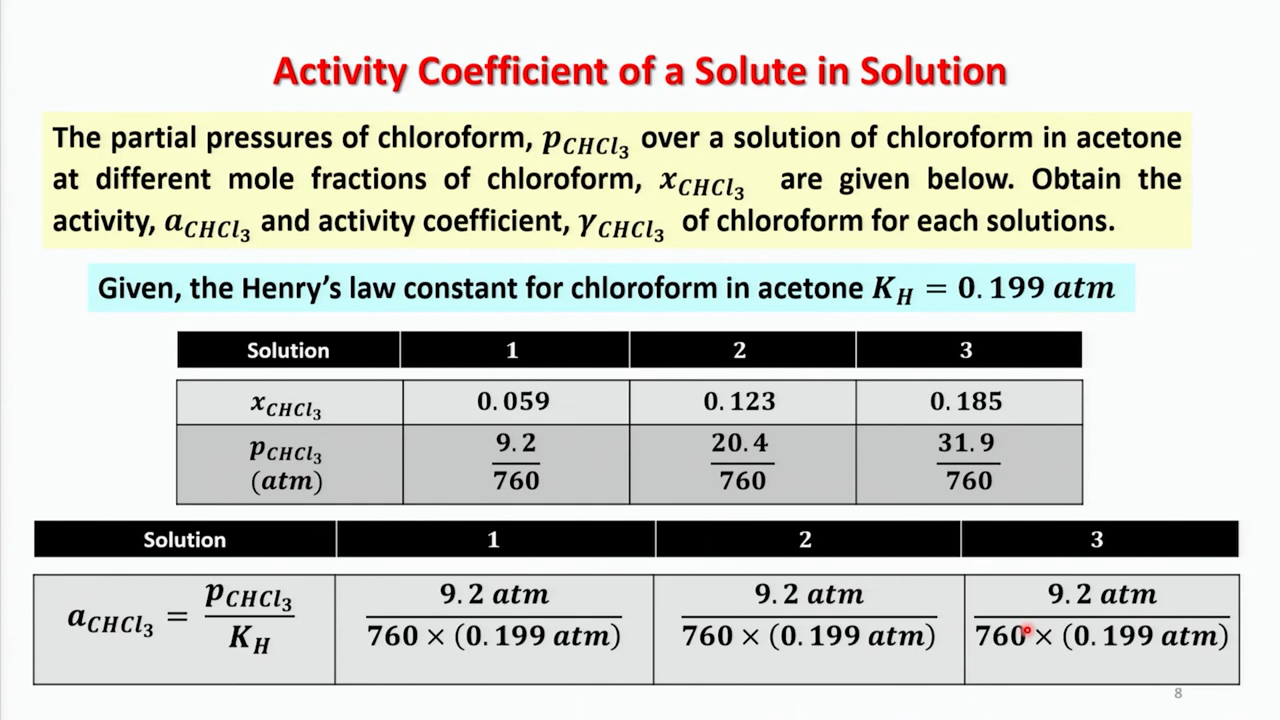 Activity Coefficient of a Solute in Solution
The partial pressures of chloroform, p_CHCl₃ over a solution of chloroform in acetone
at different mole fractions of chloroform, x_CHCl₃ are given below. Obtain the
activity, a_CHCl₃ and activity coefficient, γ_CHCl₃ of chloroform for each solutions.
Given, the Henry's law constant for chloroform in acetone K_H = 0.199 atm
Solution 1 2 3
x_CHCl₃ 0.059 0.123 0.185
p_CHCl₃ (atm) 9.2/760 20.4/760 31.9/760
Solution 1 2 3
a_CHCl₃ = p_CHCl₃/K_H 9.2 atm/760 × (0.199 atm) 9.2 atm/760 × (0.199 atm) 9.2 atm/760 × (0.199 atm)
8